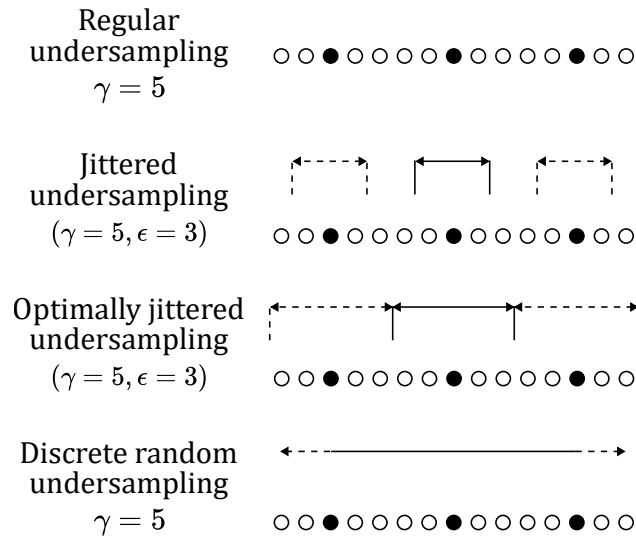 Regular
undersampling
γ = 5
Jittered
undersampling
(γ = 5, ϵ = 3)
Optimally jittered
undersampling
(γ = 5, ϵ = 3)
Discrete random
undersampling
γ = 5